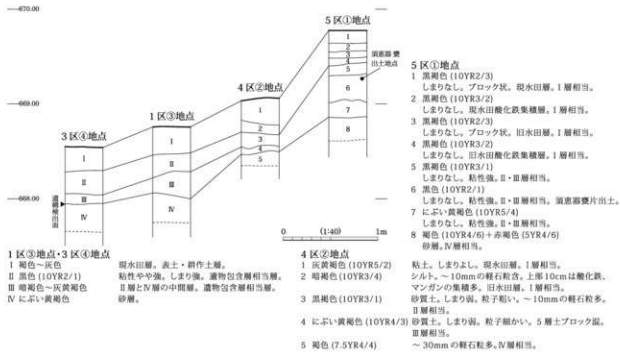 670.00
5区①地点
1
2
3
4
5
6
7
8
須恵器 甕
出土地点
4区②地点
669.00
1
2
3
4
5
1区③地点
Ⅰ
Ⅱ
Ⅲ
Ⅳ
3区④地点
Ⅰ
Ⅱ
Ⅲ
Ⅳ
668.00
遺構検出面
0 (1:40) 1m
5区①地点
1 黒褐色 (10YR2/3)
しまりなし。ブロック状。現水田層。Ⅰ層相当。
2 黒褐色 (10YR3/2)
しまりなし。現水田酸化鉄集積層。Ⅰ層相当。
3 黒褐色 (10YR2/3)
しまりなし。ブロック状。旧水田層。Ⅰ層相当。
4 黒褐色 (10YR3/2)
しまりなし。旧水田酸化鉄集積層。Ⅰ層相当。
5 黒褐色 (10YR3/1)
しまりなし。粘性強。Ⅱ・Ⅲ層相当。
6 黒色 (10YR2/1)
しまりなし。粘性強。Ⅱ・Ⅲ層相当。須恵器甕片出土。
7 にぶい黄褐色 (10YR5/4)
しまりなし。粘性強。Ⅱ・Ⅲ層相当。
8 褐色 (10YR4/6)+赤褐色 (5YR4/6)
砂層。Ⅳ層相当。
1区③地点・3区④地点
Ⅰ 褐色～灰色 現水田層。表土・耕作土層。
Ⅱ 黒色 (10YR2/1) 粘性やや強。しまり強。遺物包含層相当層。
Ⅲ 暗褐色～灰黄褐色 Ⅱ層とⅣ層の中間層。遺物包含層相当層。
Ⅳ にぶい黄褐色 砂層。
4区②地点
1 灰黄褐色 (10YR5/2) 粘土。しまりよし。現水田層。Ⅰ層相当。
2 暗褐色 (10YR3/4) シルト。～10mmの軽石粒含。上部10cmは酸化鉄、
マンガンの集積多。旧水田層。Ⅰ層相当。
3 黒褐色 (10YR3/1) 砂質土。しまり弱。粒子粗い。～10mmの軽石粒多。
Ⅱ層相当。
4 にぶい黄褐色 (10YR4/3) 砂質土。しまり弱。粒子細かい。5層土ブロック混。
Ⅲ層相当。
5 褐色 (7.5YR4/4) ～30mmの軽石粒多。Ⅳ層相当。